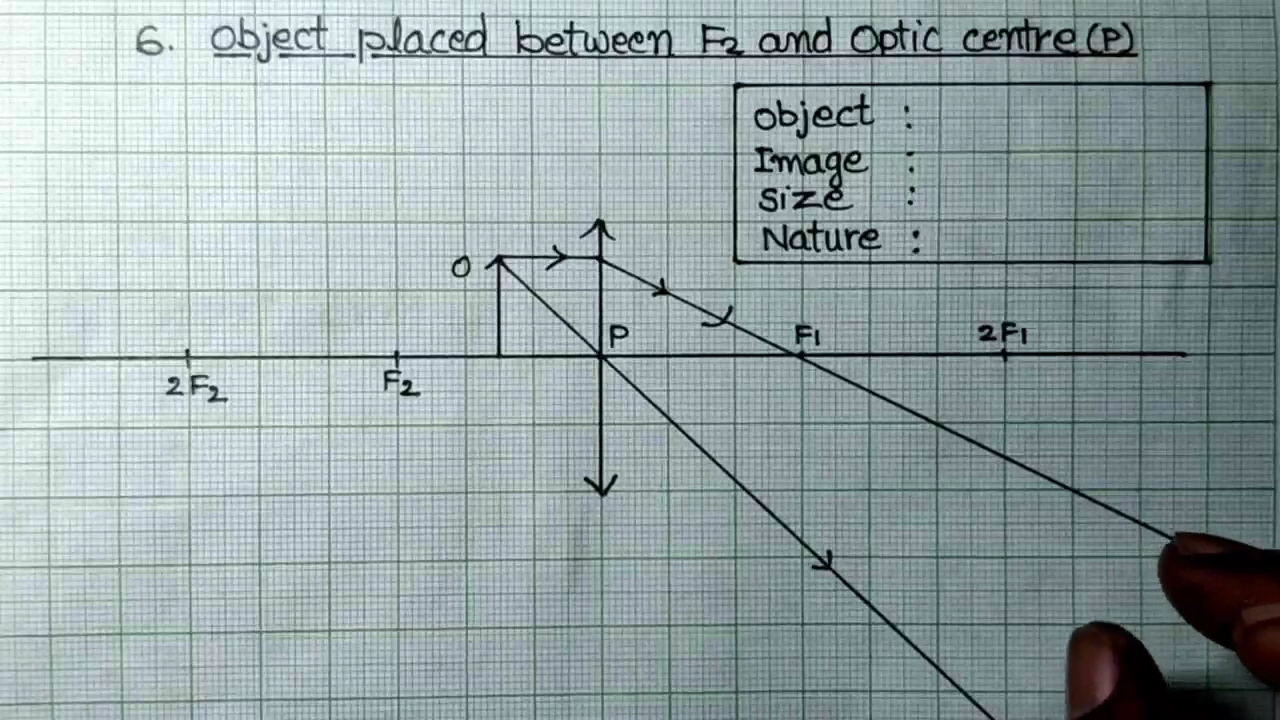 6. Object placed between F2 and Optic centre (P)
Object :
Image :
Size :
Nature :
O
P
F1
2F1
2F2
F2